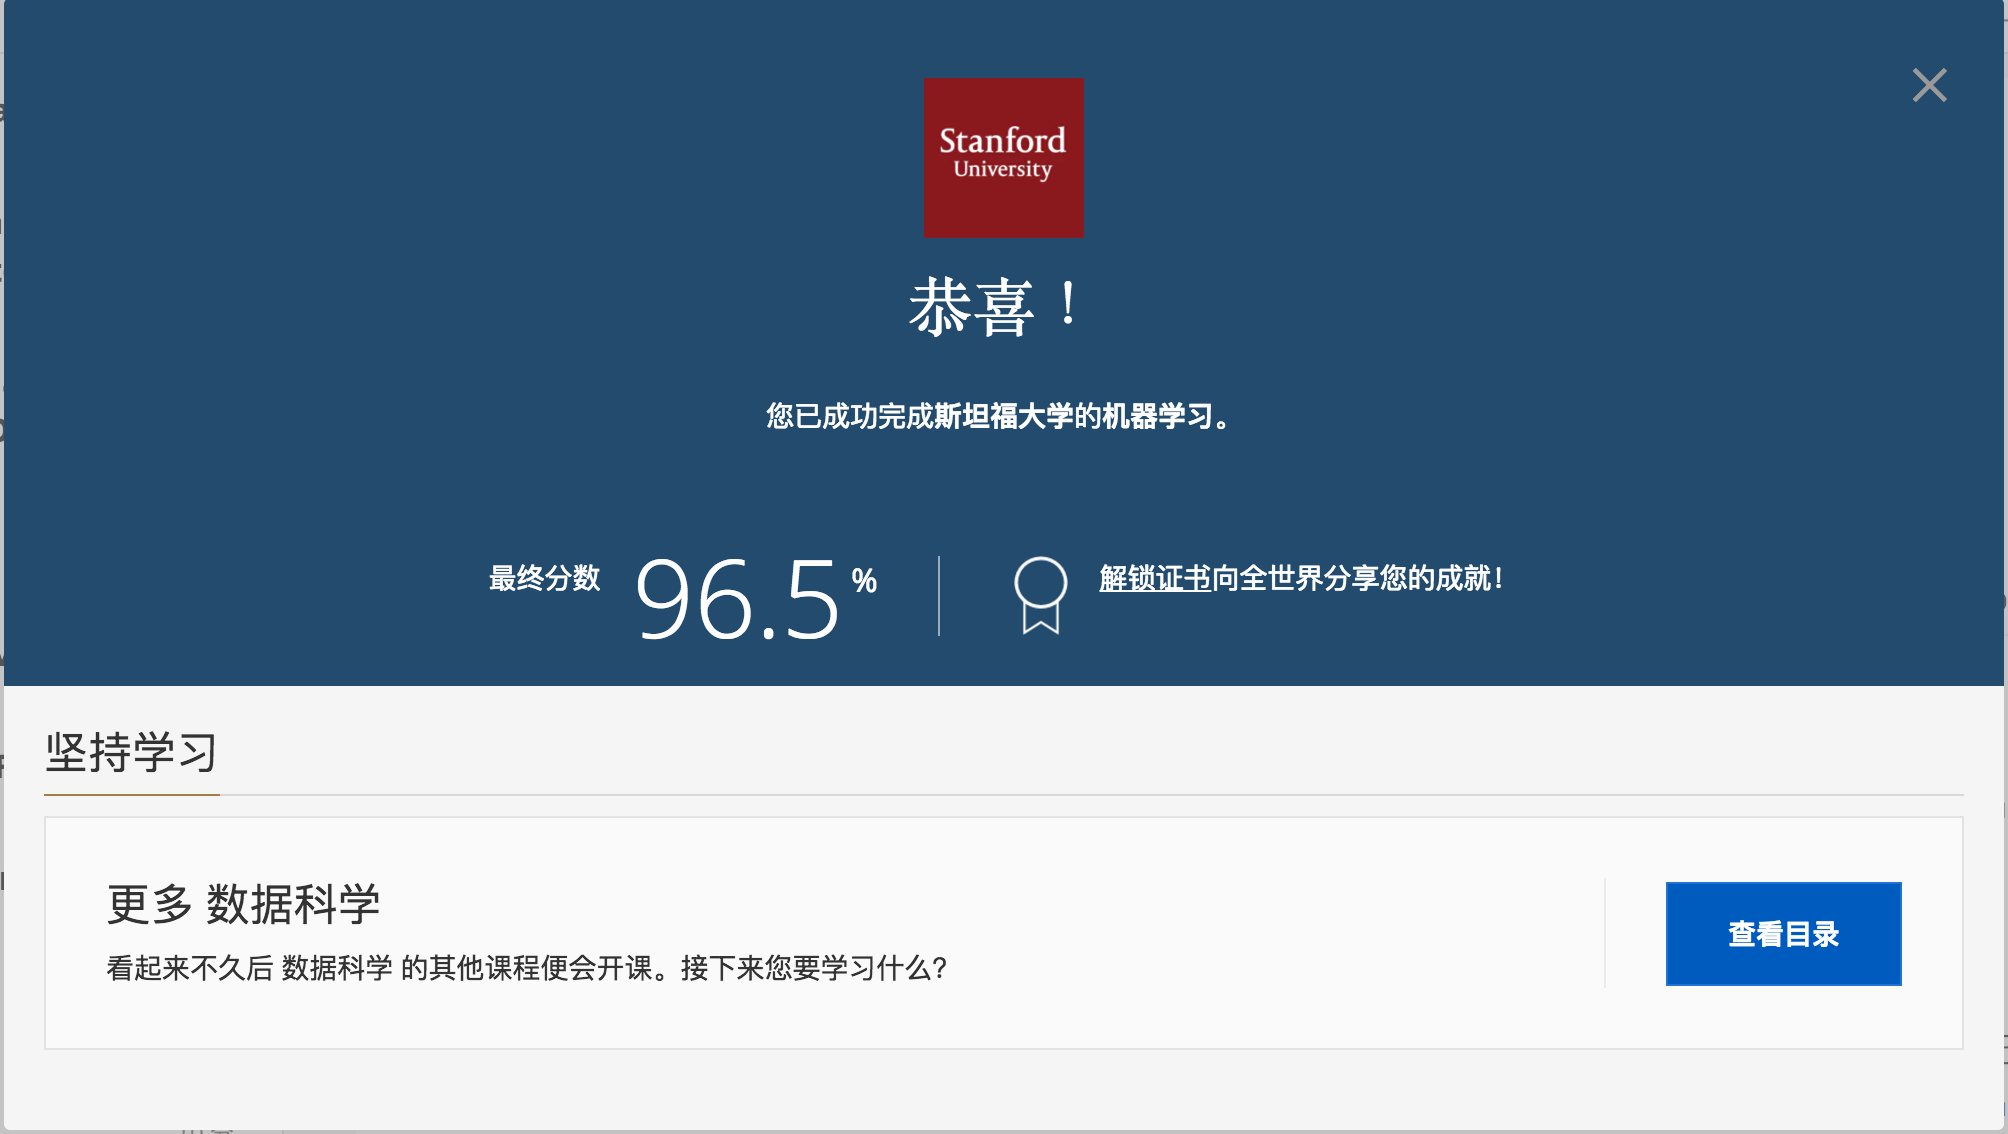 Stanford
University
恭喜！
您已成功完成斯坦福大学的机器学习。
最终分数 96.5 %
解锁证书向全世界分享您的成就！
坚持学习
更多 数据科学
看起来不久后 数据科学 的其他课程便会开课。接下来您要学习什么？
查看目录